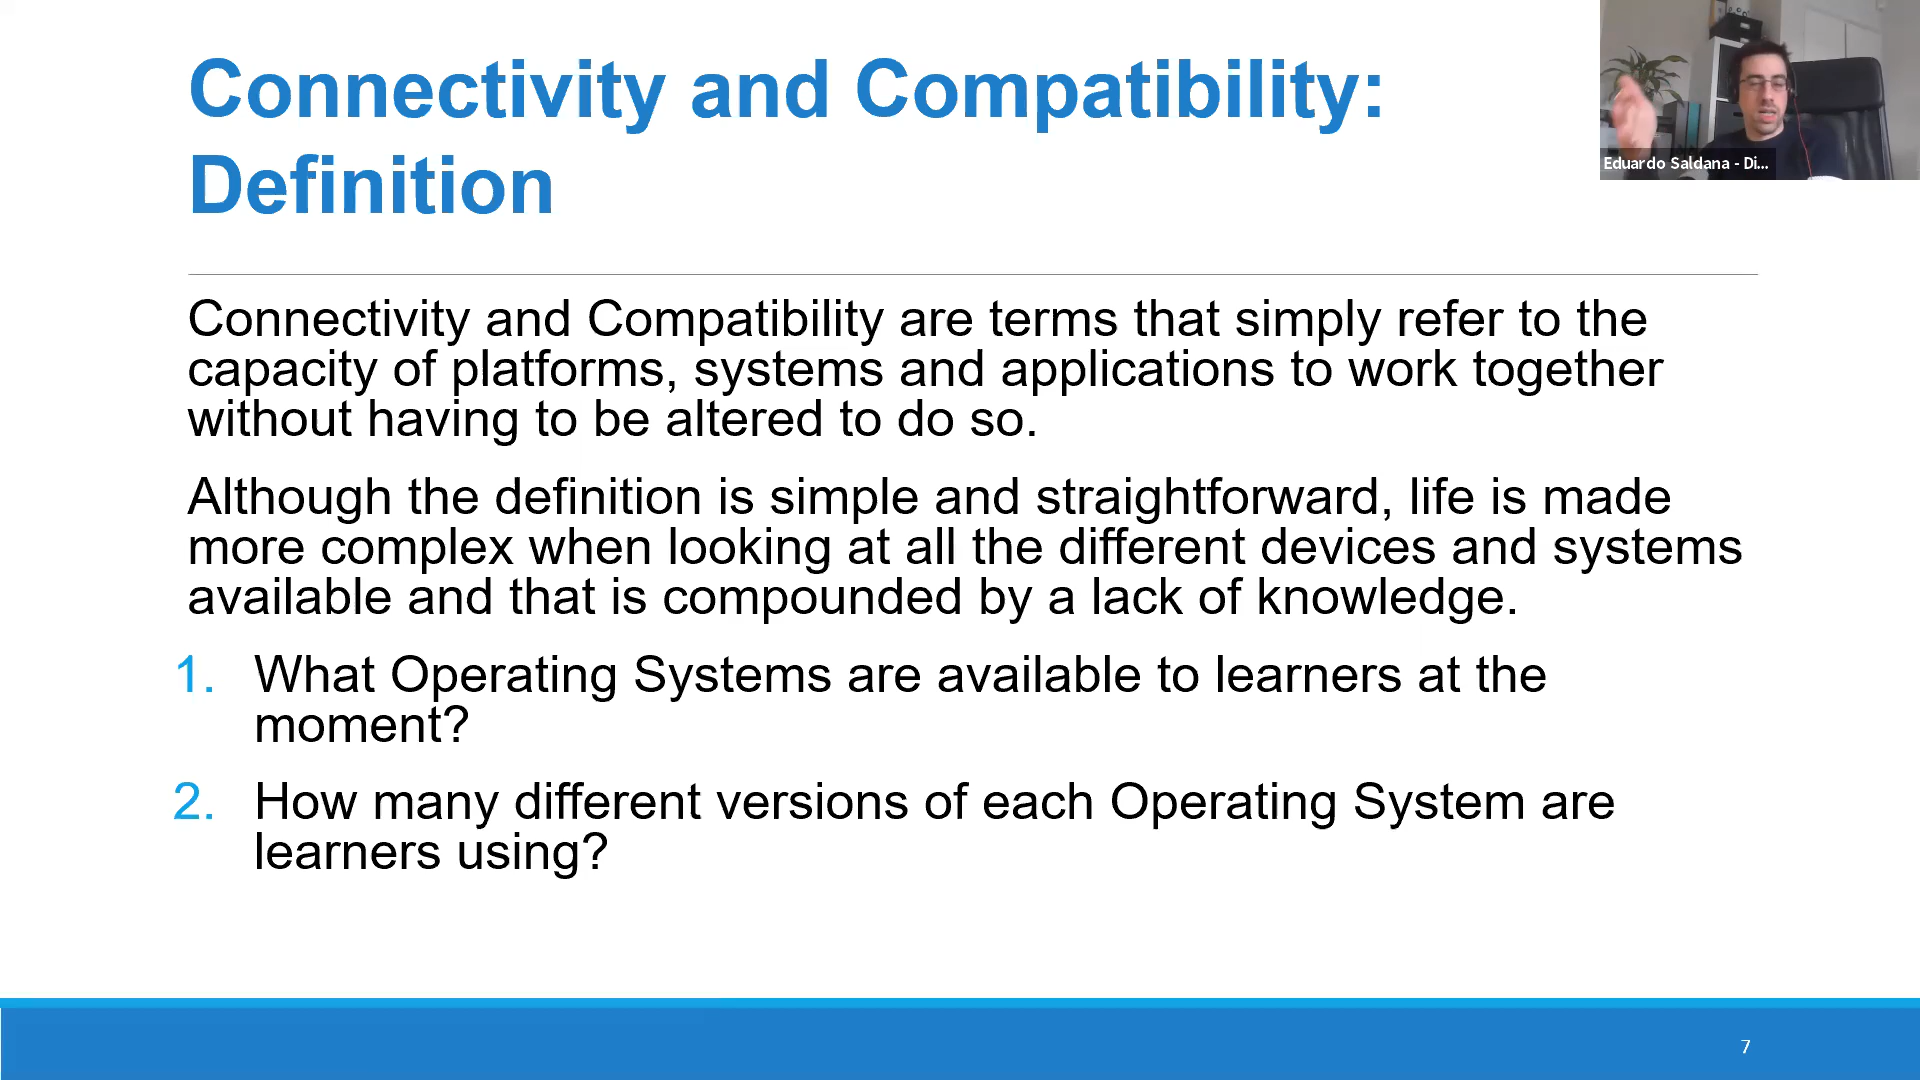 Connectivity and Compatibility:
Definition
Eduardo Saldana - Di...
Connectivity and Compatibility are terms that simply refer to the
capacity of platforms, systems and applications to work together
without having to be altered to do so.
Although the definition is simple and straightforward, life is made
more complex when looking at all the different devices and systems
available and that is compounded by a lack of knowledge.
1. What Operating Systems are available to learners at the
moment?
2. How many different versions of each Operating System are
learners using?
7